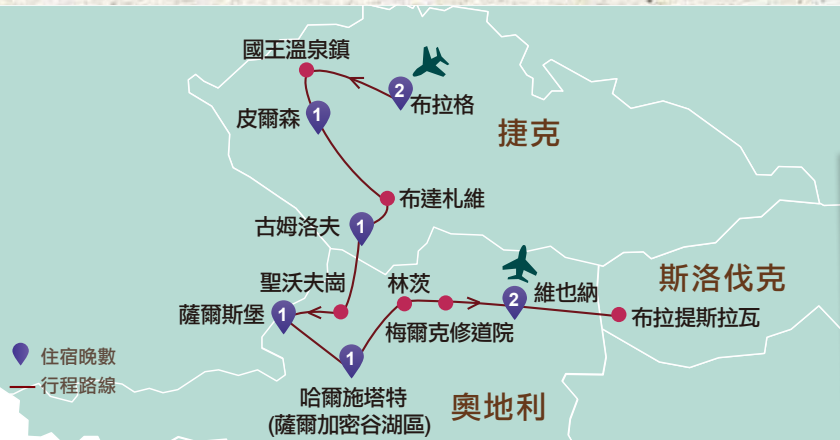 國王溫泉鎮
2
布拉格
皮爾森
1
捷克
布達札維
古姆洛夫
1
斯洛伐克
聖沃夫崗
林茨
維也納
2
薩爾斯堡
1
布拉提斯拉瓦
梅爾克修道院
1
住宿晚數
行程路線
哈爾施塔特
(薩爾加密谷湖區)
奧地利